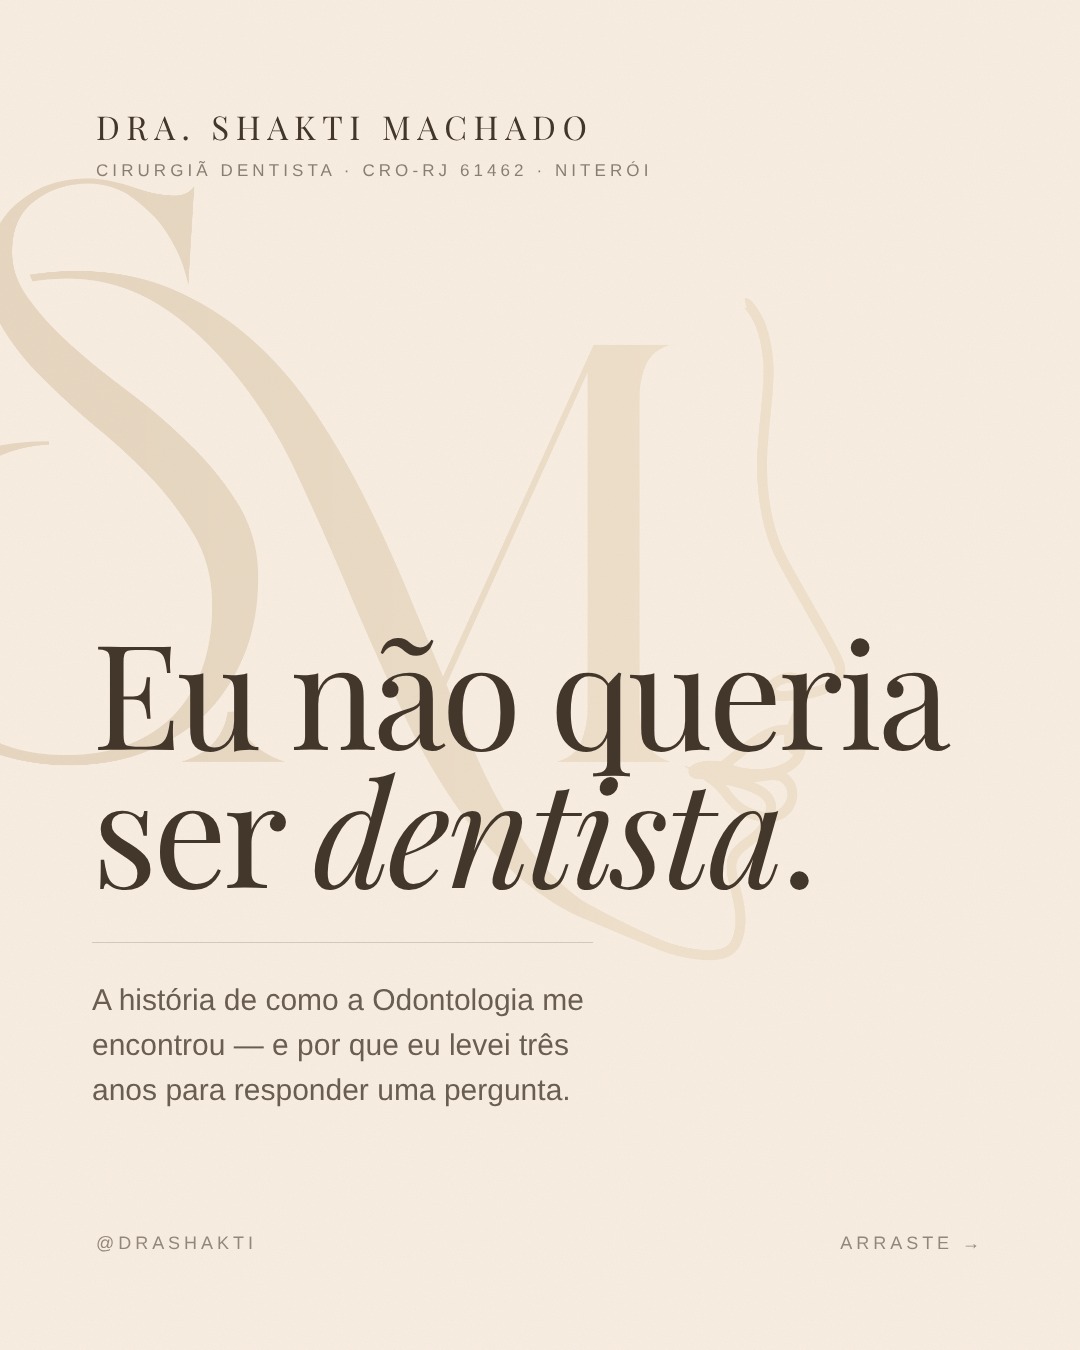 DRA. SHAKTI MACHADO
CIRURGIÃ DENTISTA · CRO-RJ 61462 · NITERÓI
SM
Eu não queria
ser dentista.
A história de como a Odontologia me
encontrou — e por que eu levei três
anos para responder uma pergunta.
@DRASHAKTI
ARRASTE →